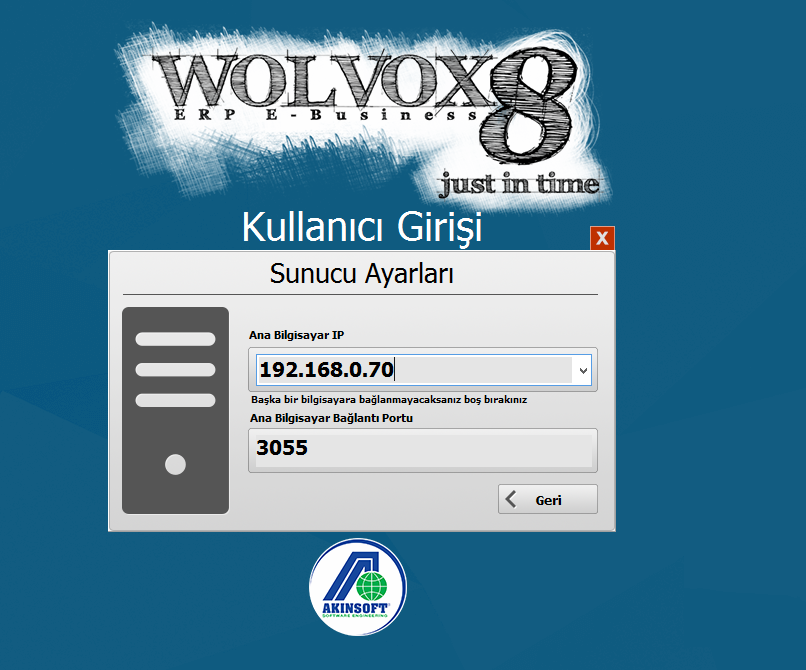 WOLVOX 8
ERP E-Business
just in time
Kullanıcı Girişi
X
Sunucu Ayarları
Ana Bilgisayar IP
192.168.0.70
Başka bir bilgisayara bağlanmayacaksanız boş bırakınız
Ana Bilgisayar Bağlantı Portu
3055
Geri
AKINSOFT
SOFTWARE ENGINEERING